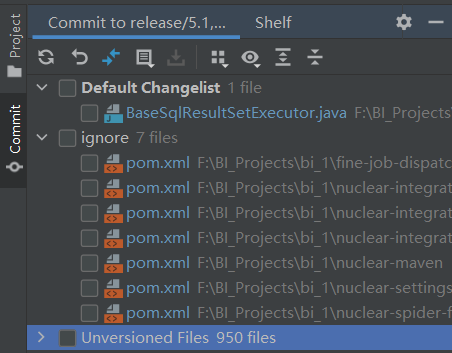 Project
Commit
Commit to release/5.1,... Shelf
Default Changelist 1 file
BaseSqlResultSetExecutor.java F:\BI_Projects\
ignore 7 files
pom.xml F:\BI_Projects\bi_1\fine-job-dispatc
pom.xml F:\BI_Projects\bi_1\nuclear-integrat
pom.xml F:\BI_Projects\bi_1\nuclear-integrat
pom.xml F:\BI_Projects\bi_1\nuclear-integrat
pom.xml F:\BI_Projects\bi_1\nuclear-maven
pom.xml F:\BI_Projects\bi_1\nuclear-settings
pom.xml F:\BI_Projects\bi_1\nuclear-spider-f
Unversioned Files 950 files